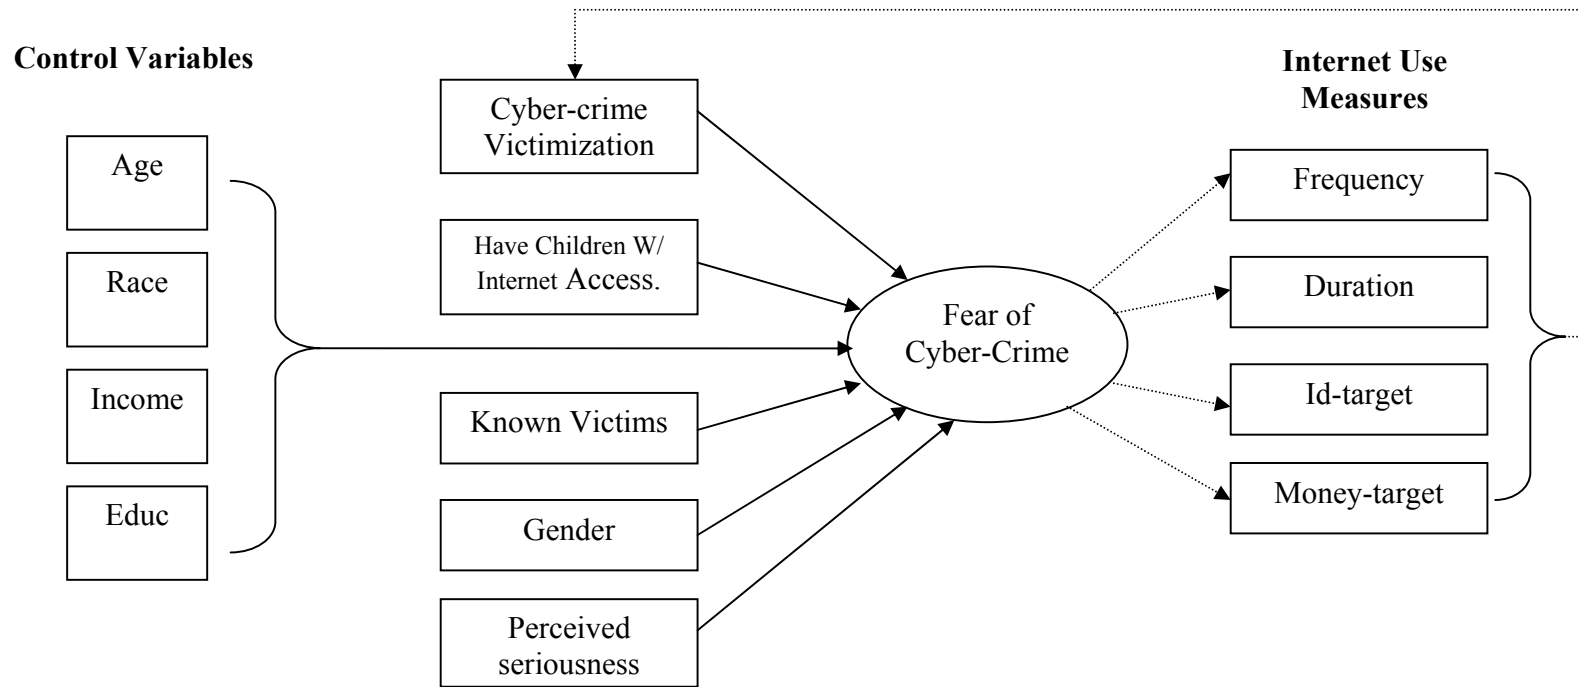 Control Variables
Age
Race
Income
Educ
Cyber-crime
Victimization
Have Children W/
Internet Access.
Known Victims
Gender
Perceived
seriousness
Fear of
Cyber-Crime
Internet Use
Measures
Frequency
Duration
Id-target
Money-target